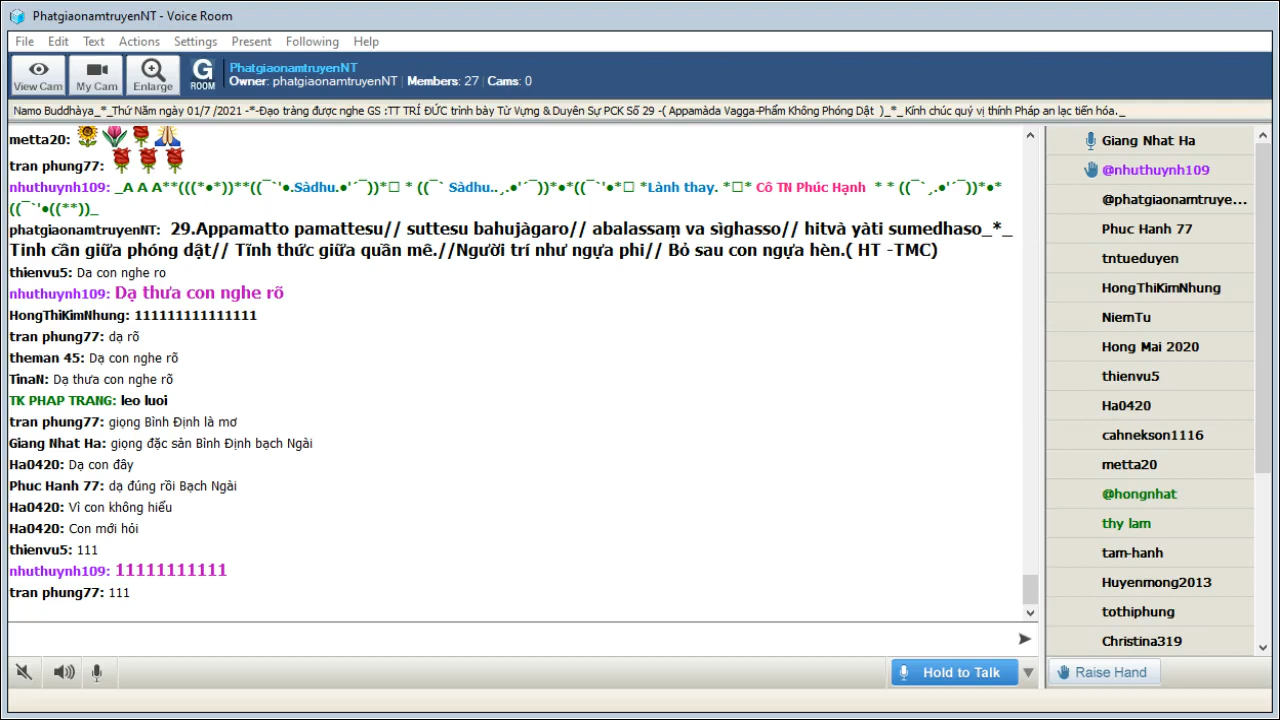 PhatgiaonamtruyenNT - Voice Room
File Edit Text Actions Settings Present Following Help
View Cam My Cam Enlarge G ROOM
PhatgiaonamtruyenNT
Owner: phatgiaonamtruyenNT | Members: 27 | Cams: 0
Namo Buddhàya_*_Thứ Năm ngày 01/7 /2021 -*-Đạo tràng được nghe GS :TT TRÍ ĐỨC trình bày Từ Vựng & Duyên Sự PCK Số 29 -( Appamàda Vagga-Phẩm Không Phóng Dật )_*_ Kính chúc quý vị thính Pháp an lạc tiến hóa._
metta20:
tran phung77:
nhuthuynh109: _A A A**(((*•*))**((¯`'•.Sàdhu.•'´¯))*□ * ((¯` Sàdhu..¸.•'´¯))*•*((¯`'•*□ *Lành thay. *□* Cô TN Phúc Hạnh * * ((¯`¸.•'´¯))*•*
((¯`'•((**))_
phatgiaonamtruyenNT: 29.Appamatto pamattesu// suttesu bahujàgaro// abalassaṃ va sìghasso// hitvà yàti sumedhaso_*_
Tinh cần giữa phóng dật// Tỉnh thức giữa quần mê.//Người trí như ngựa phi// Bỏ sau con ngựa hèn.( HT -TMC)
thienvu5: Da con nghe ro
nhuthuynh109: Dạ thưa con nghe rõ
HongThiKimNhung: 111111111111111
tran phung77: dạ rõ
theman 45: Dạ con nghe rõ
TinaN: Dạ thưa con nghe rõ
TK PHAP TRANG: leo luoi
tran phung77: giọng Bình Định là mơ
Giang Nhat Ha: giọng đặc sản Bình Định bạch Ngài
Ha0420: Dạ con đây
Phuc Hanh 77: dạ đúng rồi Bạch Ngài
Ha0420: Vì con không hiểu
Ha0420: Con mới hỏi
thienvu5: 111
nhuthuynh109: 11111111111
tran phung77: 111
Giang Nhat Ha
@nhuthuynh109
@phatgiaonamtruye...
Phuc Hanh 77
tntueduyen
HongThiKimNhung
NiemTu
Hong Mai 2020
thienvu5
Ha0420
cahnekson1116
metta20
@hongnhat
thy lam
tam-hanh
Huyenmong2013
tothiphung
Christina319
Hold to Talk
Raise Hand